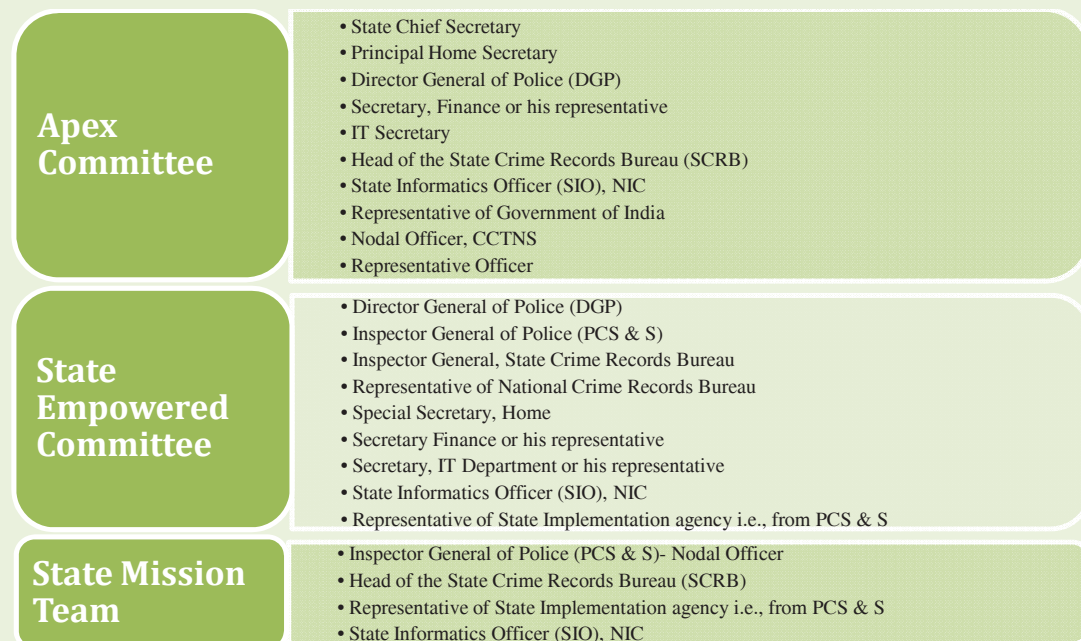 Apex
Committee
• State Chief Secretary
• Principal Home Secretary
• Director General of Police (DGP)
• Secretary, Finance or his representative
• IT Secretary
• Head of the State Crime Records Bureau (SCRB)
• State Informatics Officer (SIO), NIC
• Representative of Government of India
• Nodal Officer, CCTNS
• Representative Officer
State
Empowered
Committee
• Director General of Police (DGP)
• Inspector General of Police (PCS & S)
• Inspector General, State Crime Records Bureau
• Representative of National Crime Records Bureau
• Special Secretary, Home
• Secretary Finance or his representative
• Secretary, IT Department or his representative
• State Informatics Officer (SIO), NIC
• Representative of State Implementation agency i.e., from PCS & S
State Mission
Team
• Inspector General of Police (PCS & S)- Nodal Officer
• Head of the State Crime Records Bureau (SCRB)
• Representative of State Implementation agency i.e., from PCS & S
• State Informatics Officer (SIO), NIC